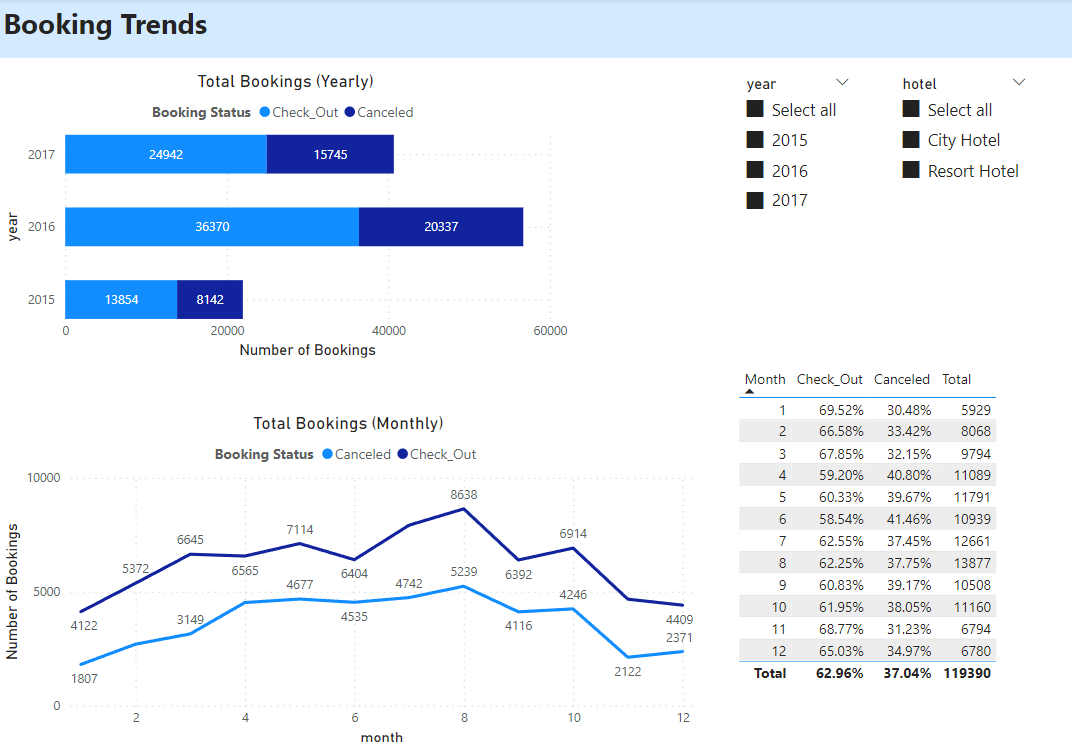 Booking Trends
Total Bookings (Yearly)
Booking Status Check_Out Canceled
2017 24942 15745
year
2016 36370 20337
2015 13854 8142
0 20000 40000 60000
Number of Bookings
year
Select all
2015
2016
2017
hotel
Select all
City Hotel
Resort Hotel
Total Bookings (Monthly)
Booking Status Canceled Check_Out
Number of Bookings
10000
5000
0
4122
5372
6645
6565
7114
6404
8638
6392
6914
4409
1807
3149
4677
4535
4742
5239
4116
4246
2122
2371
2 4 6 8 10 12
month
Month Check_Out Canceled Total
1 69.52% 30.48% 5929
2 66.58% 33.42% 8068
3 67.85% 32.15% 9794
4 59.20% 40.80% 11089
5 60.33% 39.67% 11791
6 58.54% 41.46% 10939
7 62.55% 37.45% 12661
8 62.25% 37.75% 13877
9 60.83% 39.17% 10508
10 61.95% 38.05% 11160
11 68.77% 31.23% 6794
12 65.03% 34.97% 6780
Total 62.96% 37.04% 119390